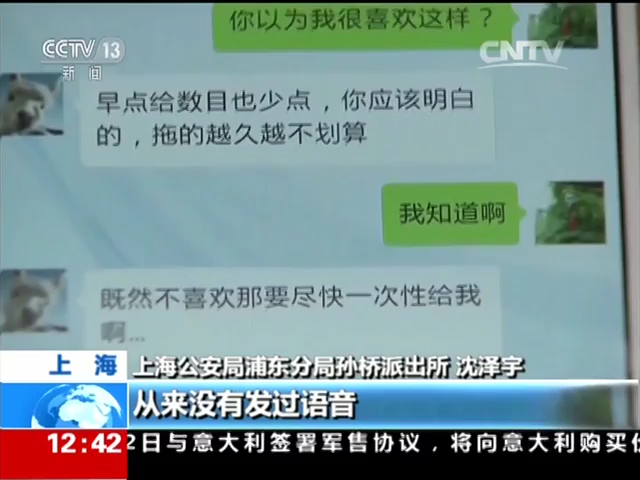 你以为我很喜欢这样？
CCTV 13
新闻
CNTV
早点给数目也少点，你应该明白
的，拖的越久越不划算
我知道啊
既然不喜欢那要尽快一次性给我
啊...
上海
上海公安局浦东分局孙桥派出所 沈泽宇
从来没有发过语音
12:42
2日与意大利签署军售协议，将向意大利购买